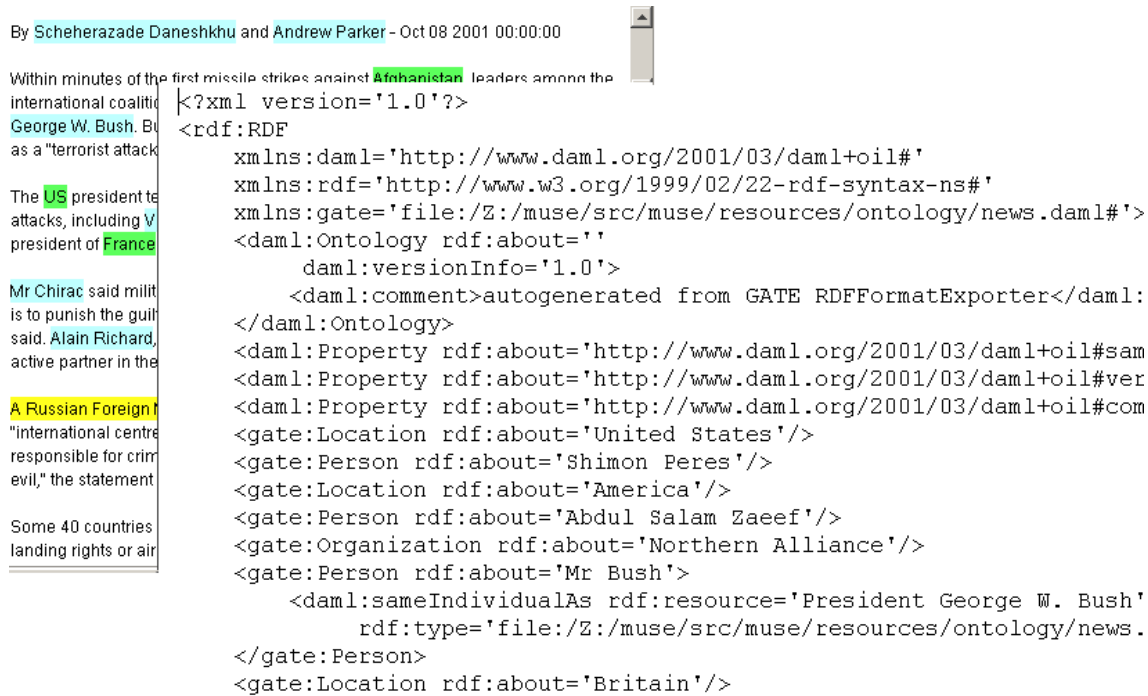 By Scheherazade Daneshkhu and Andrew Parker - Oct 08 2001 00:00:00
Within minutes of the first missile strikes against Afghanistan, leaders among the
international coalitio
George W. Bush. Bu
as a "terrorist attack
The US president te
attacks, including V
president of France
Mr Chirac said milit
is to punish the guilt
said. Alain Richard,
active partner in the
A Russian Foreign M
"international centre
responsible for crim
evil," the statement
Some 40 countries
landing rights or air
<?xml version='1.0'?>
<rdf:RDF
xmlns:daml='http://www.daml.org/2001/03/daml+oil#'
xmlns:rdf='http://www.w3.org/1999/02/22-rdf-syntax-ns#'
xmlns:gate='file:/Z:/muse/src/muse/resources/ontology/news.daml#'>
<daml:Ontology rdf:about=''
daml:versionInfo='1.0'>
<daml:comment>autogenerated from GATE RDFFormatExporter</daml:
</daml:Ontology>
<daml:Property rdf:about='http://www.daml.org/2001/03/daml+oil#sam
<daml:Property rdf:about='http://www.daml.org/2001/03/daml+oil#ver
<daml:Property rdf:about='http://www.daml.org/2001/03/daml+oil#com
<gate:Location rdf:about='United States'/>
<gate:Person rdf:about='Shimon Peres'/>
<gate:Location rdf:about='America'/>
<gate:Person rdf:about='Abdul Salam Zaeef'/>
<gate:Organization rdf:about='Northern Alliance'/>
<gate:Person rdf:about='Mr Bush'>
<daml:sameIndividualAs rdf:resource='President George W. Bush'
rdf:type='file:/Z:/muse/src/muse/resources/ontology/news.
</gate:Person>
<gate:Location rdf:about='Britain'/>